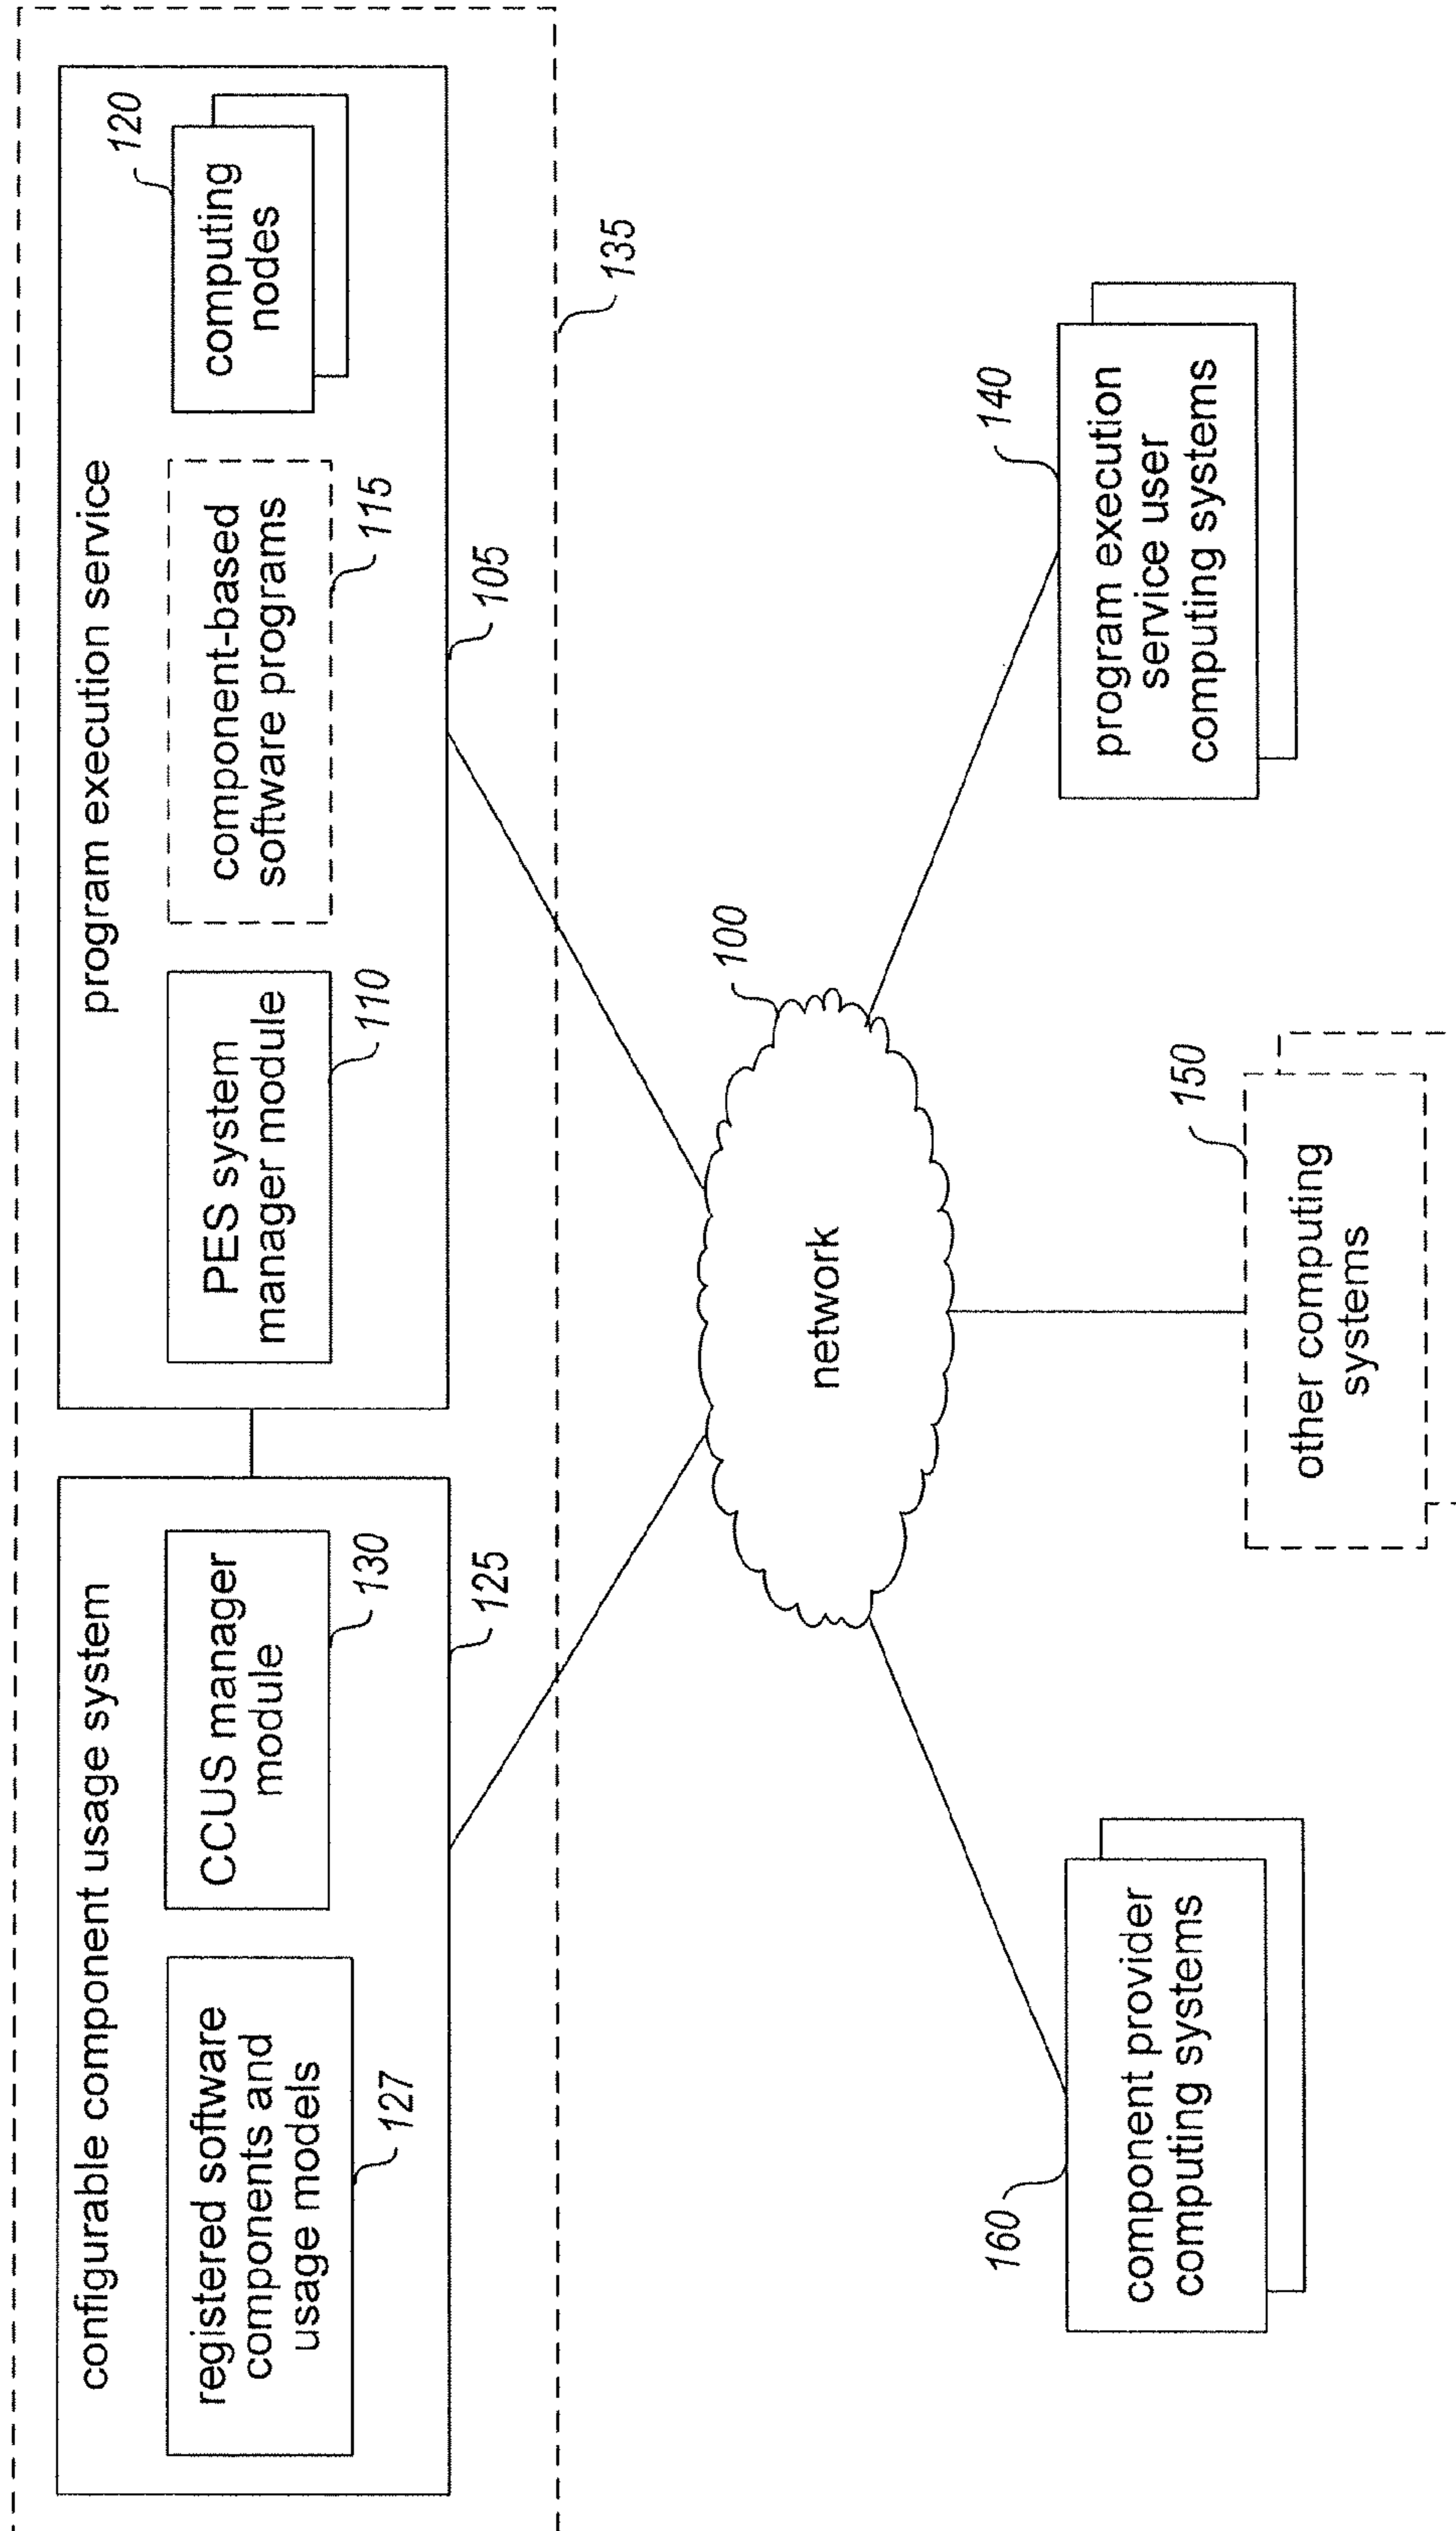 configurable component usage system
registered software
components and
usage models
127
CCUS manager
module
130
125
program execution service
PES system
manager module
110
component-based
software programs
115
computing
nodes
120
105
135
network
100
160
component provider
computing systems
150
other computing
systems
140
program execution
service user
computing systems